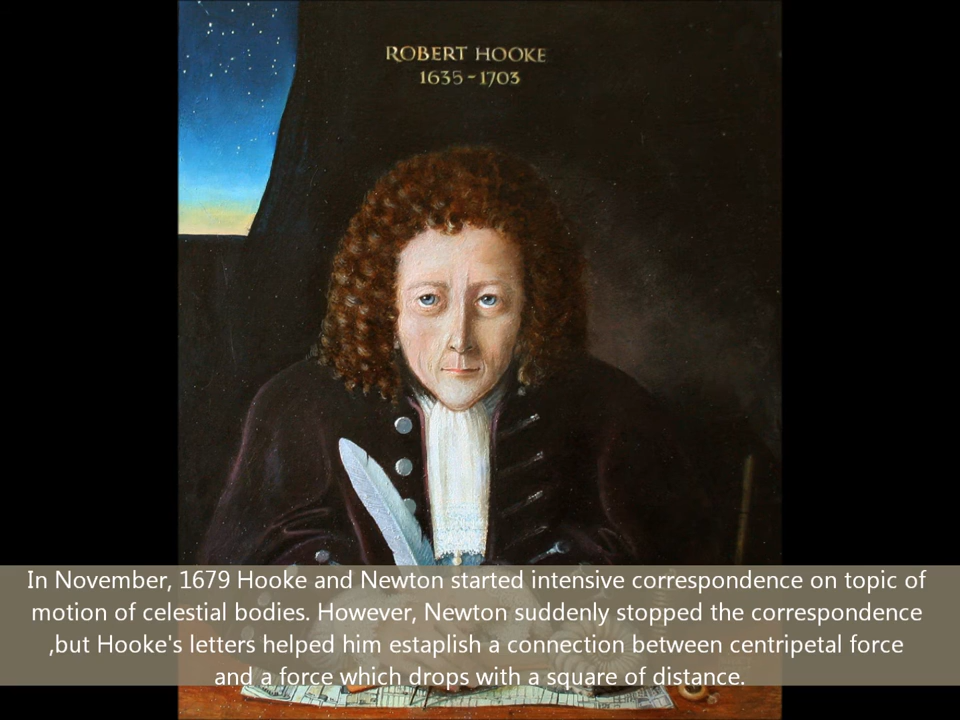 ROBERT HOOKE
1635-1703
In November, 1679 Hooke and Newton started intensive correspondence on topic of
motion of celestial bodies. However, Newton suddenly stopped the correspondence
,but Hooke's letters helped him estaplish a connection between centripetal force
and a force which drops with a square of distance.